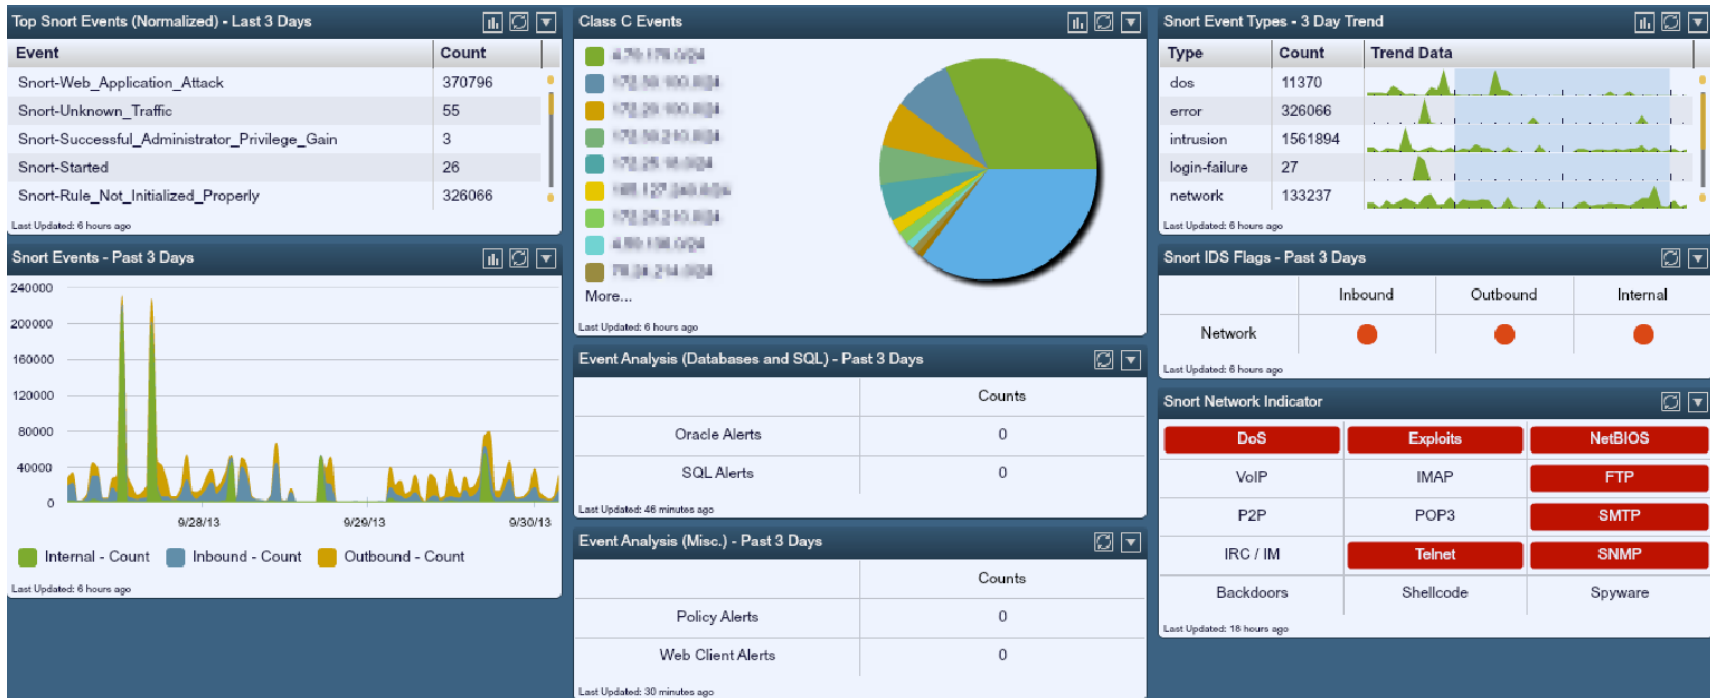 Top Snort Events (Normalized) - Last 3 Days
Event Count
Snort-Web_Application_Attack 370796
Snort-Unknown_Traffic 55
Snort-Successful_Administrator_Privilege_Gain 3
Snort-Started 26
Snort-Rule_Not_Initialized_Properly 326066
Last Updated: 6 hours ago
Snort Events - Past 3 Days
240000
200000
160000
120000
80000
40000
0
9/28/13 9/29/13 9/30/13
Internal - Count Inbound - Count Outbound - Count
Last Updated: 6 hours ago
Class C Events
More...
Last Updated: 6 hours ago
Event Analysis (Databases and SQL) - Past 3 Days
Counts
Oracle Alerts 0
SQL Alerts 0
Last Updated: 46 minutes ago
Event Analysis (Misc.) - Past 3 Days
Counts
Policy Alerts 0
Web Client Alerts 0
Last Updated: 30 minutes ago
Snort Event Types - 3 Day Trend
Type Count Trend Data
dos 11370
error 326066
intrusion 1561894
login-failure 27
network 133237
Last Updated: 6 hours ago
Snort IDS Flags - Past 3 Days
Inbound Outbound Internal
Network
Last Updated: 6 hours ago
Snort Network Indicator
DoS Exploits NetBIOS
VoIP IMAP FTP
P2P POP3 SMTP
IRC / IM Telnet SNMP
Backdoors Shellcode Spyware
Last Updated: 18 hours ago